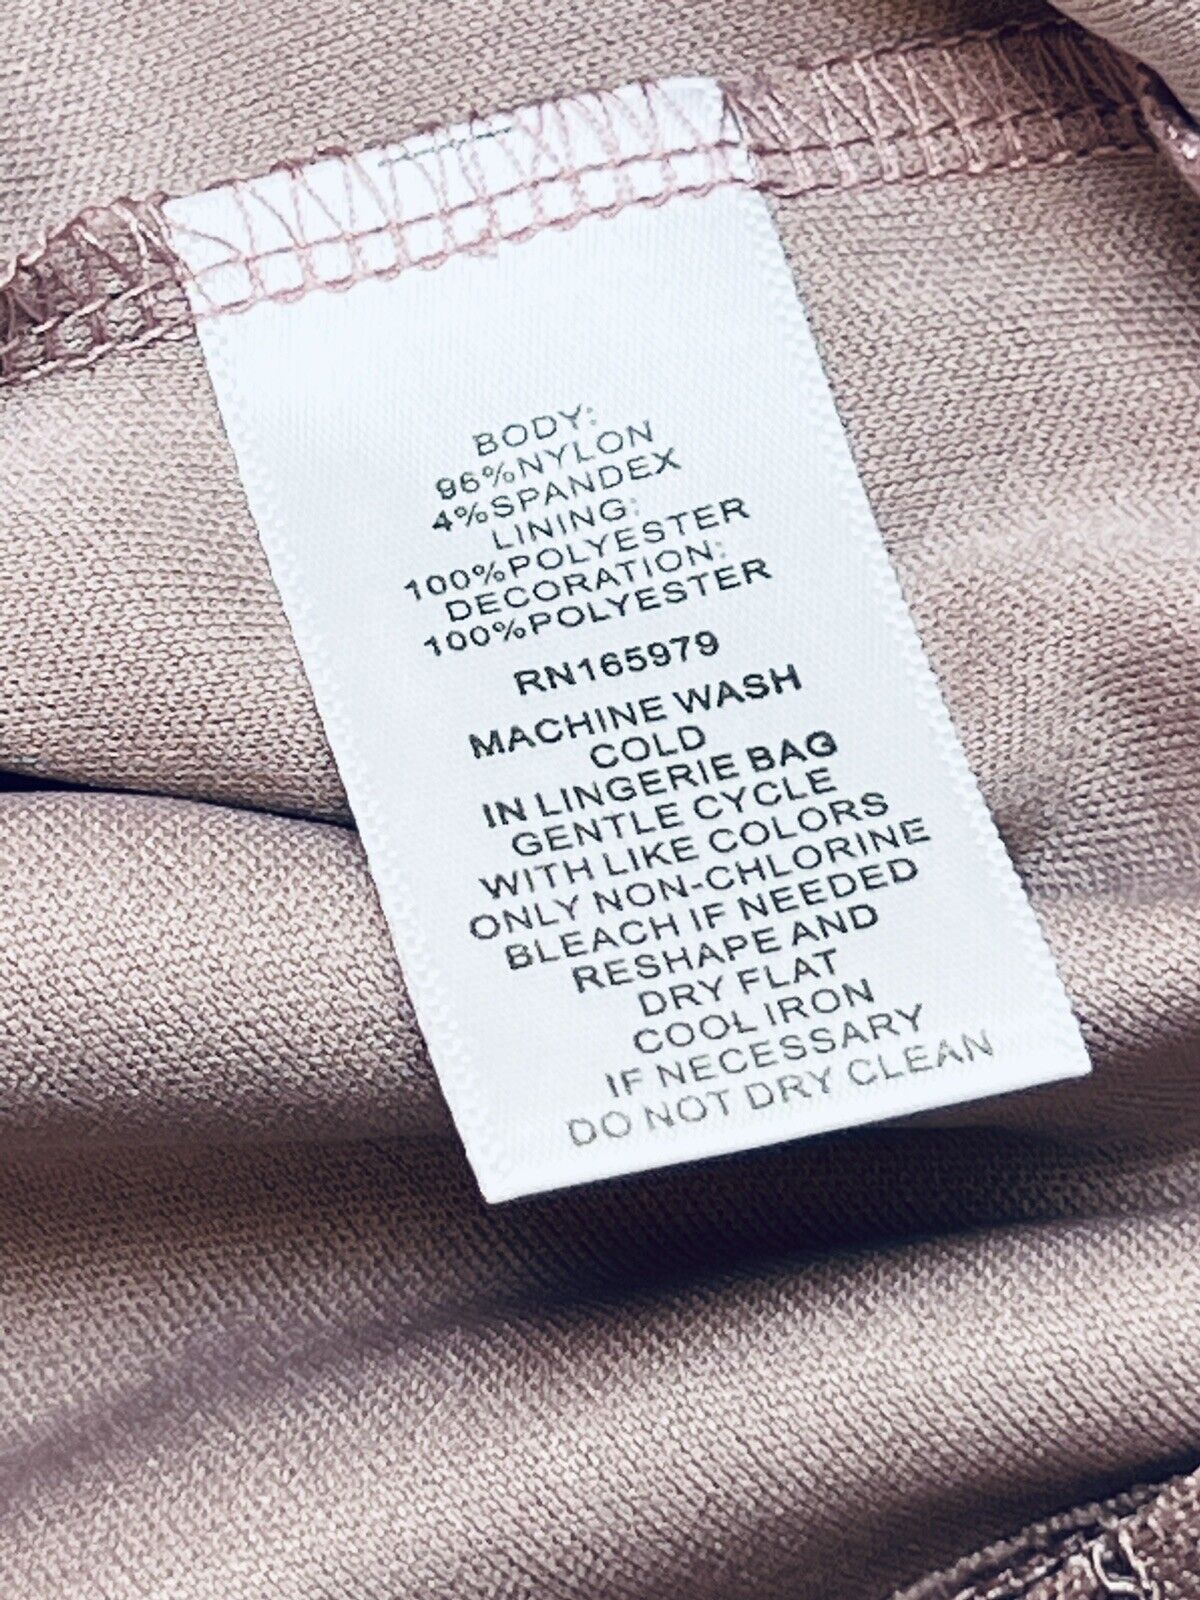 BODY:
96%NYLON
4%SPANDEX
LINING:
100%POLYESTER
DECORATION:
100%POLYESTER
RN165979
MACHINE WASH
COLD
IN LINGERIE BAG
GENTLE CYCLE
WITH LIKE COLORS
ONLY NON-CHLORINE
BLEACH IF NEEDED
RESHAPE AND
DRY FLAT
COOL IRON
IF NECESSARY
DO NOT DRY CLEAN